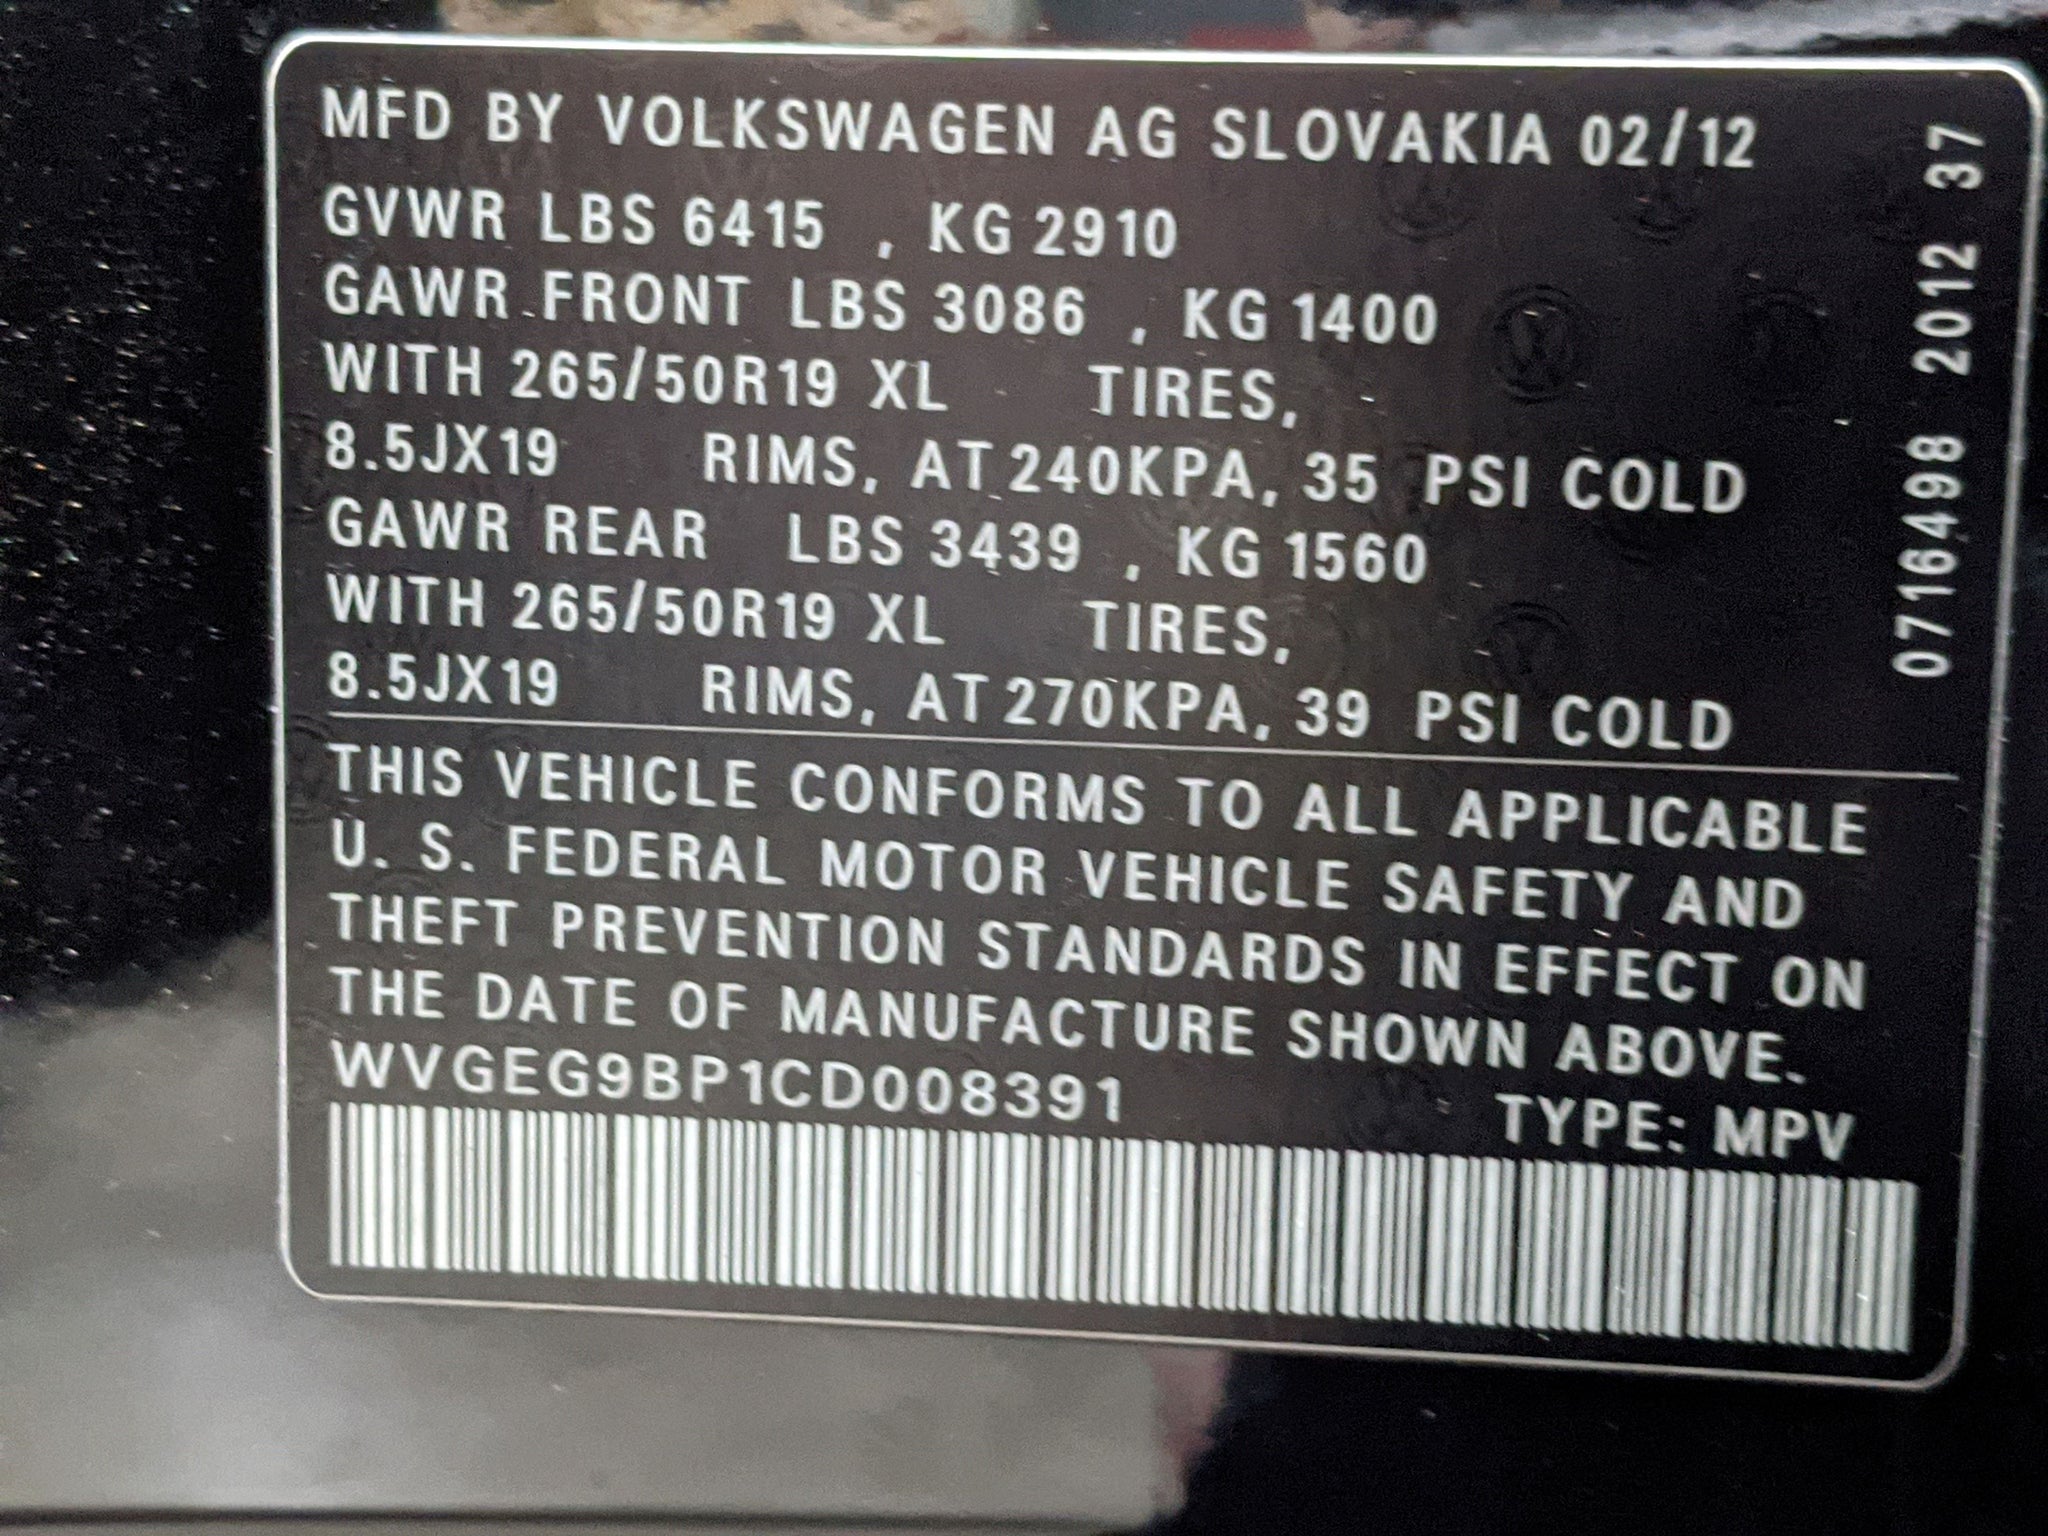 MFD BY VOLKSWAGEN AG SLOVAKIA 02/12
GVWR LBS 6415 , KG 2910
GAWR FRONT LBS 3086 , KG 1400
WITH 265/50R19 XL TIRES,
8.5JX19 RIMS, AT 240KPA, 35 PSI COLD
GAWR REAR LBS 3439 , KG 1560
WITH 265/50R19 XL TIRES,
8.5JX19 RIMS, AT 270KPA, 39 PSI COLD
THIS VEHICLE CONFORMS TO ALL APPLICABLE
U. S. FEDERAL MOTOR VEHICLE SAFETY AND
THEFT PREVENTION STANDARDS IN EFFECT ON
THE DATE OF MANUFACTURE SHOWN ABOVE.
WVGEG9BP1CD008391
TYPE: MPV
0716498 2012 37